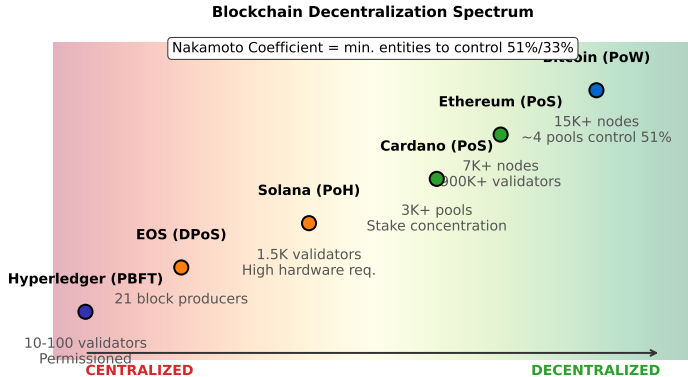 Blockchain Decentralization Spectrum
Nakamoto Coefficient = min. entities to control 51%/33%
Bitcoin (PoW)
15K+ nodes
~4 pools control 51%
Ethereum (PoS)
7K+ nodes
900K+ validators
Cardano (PoS)
3K+ pools
Stake concentration
Solana (PoH)
1.5K validators
High hardware req.
EOS (DPoS)
21 block producers
Hyperledger (PBFT)
10-100 validators
Permissioned
CENTRALIZED
DECENTRALIZED